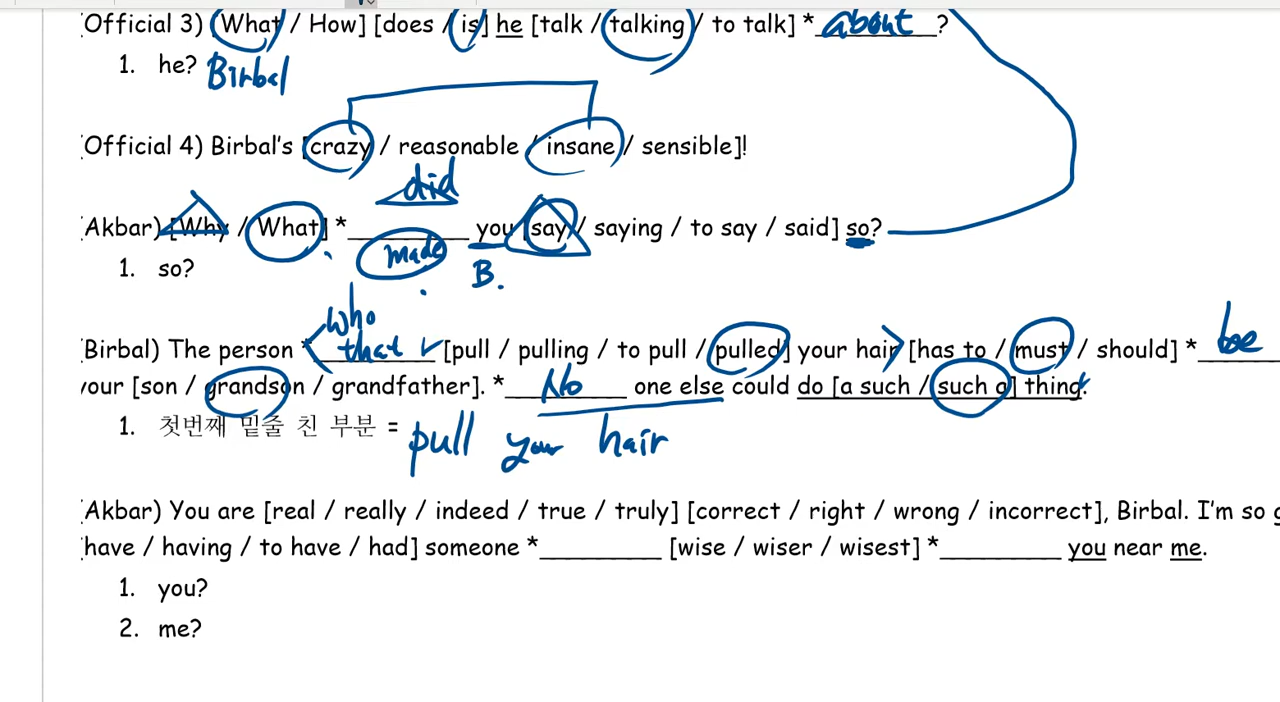 Official 3) [What / How] [does / is] he [talk / talking / to talk] *about?
1. he? Birbal
Official 4) Birbal's [crazy / reasonable / insane / sensible]!
did
Akbar) [Why / What] *__________ you [say / saying / to say / said] so?
made
1. so? B.
who
Birbal) The person *that [pull / pulling / to pull / pulled] your hair [has to / must / should] *be
your [son / grandson / grandfather]. *No one else could do [a such / such a] thing.
1. 첫번째 밑줄 친 부분 = pull your hair
Akbar) You are [real / really / indeed / true / truly] [correct / right / wrong / incorrect], Birbal. I'm so g
have / having / to have / had] someone *__________ [wise / wiser / wisest] *__________ you near me.
1. you?
2. me?